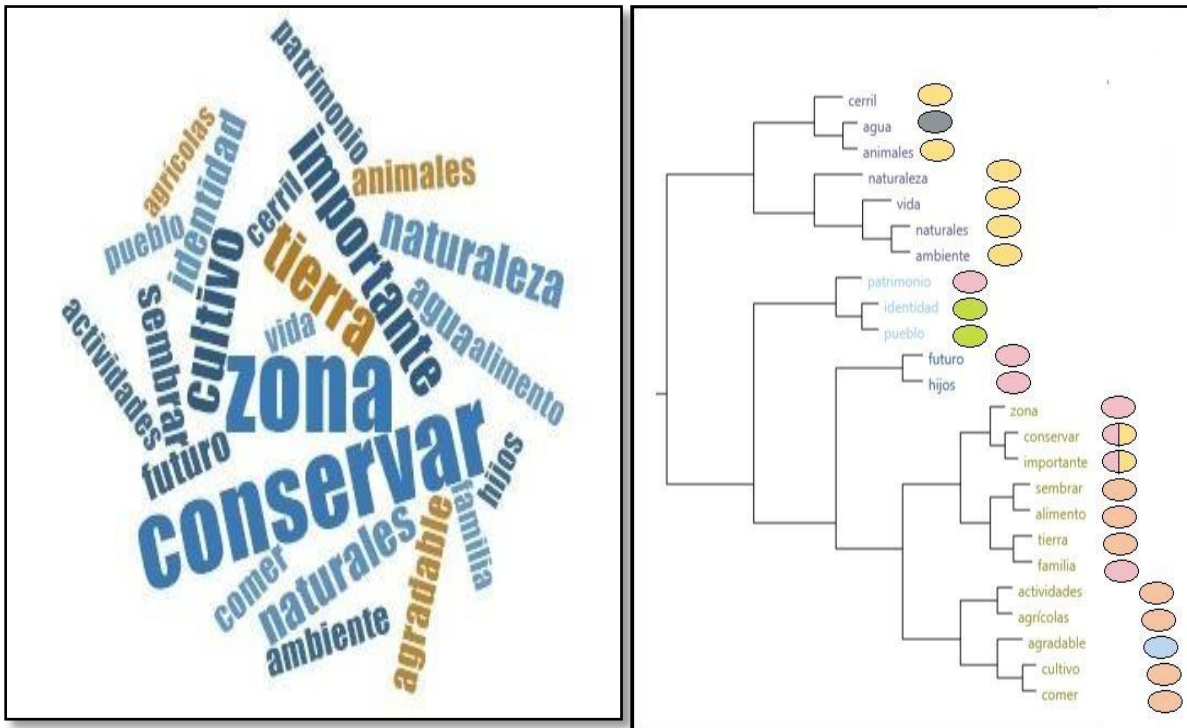 patrimonio
agrícolas
identidad
importante
animales
cerril
pueblo
tierra
naturaleza
cultivo
agua
vida
alimento
sembrar
actividades
zona
futuro
conservar
hijos
familia
comer
naturales
agradable
ambiente
cerril
agua
animales
naturaleza
vida
naturales
ambiente
patrimonio
identidad
pueblo
futuro
hijos
zona
conservar
importante
sembrar
alimento
tierra
familia
actividades
agrícolas
agradable
cultivo
comer